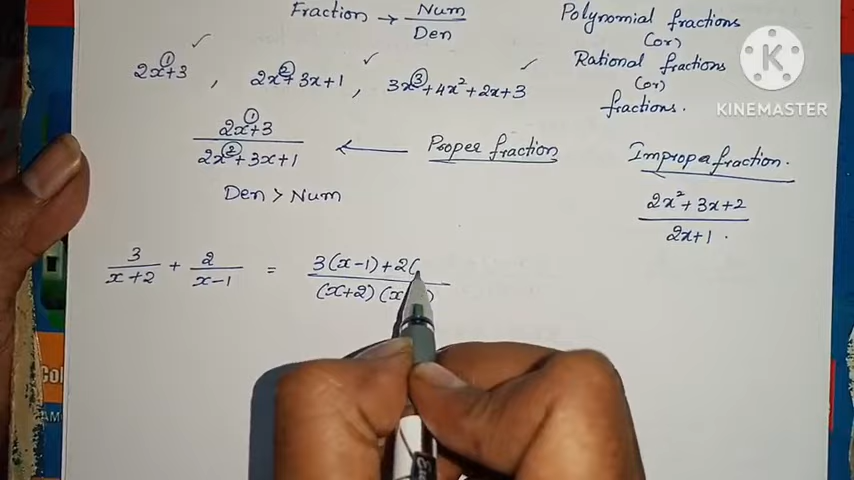 Fraction → Num / Den
Polynomial fractions
(or)
Rational fractions
(or)
fractions.
2x+3 , 2x²+3x+1 , 3x³+4x²+2x+3
KINEMASTER
(2x+3) / (2x²+3x+1) ← Proper fraction
Improper fraction.
(2x²+3x+2) / (2x+1) .
Den > Num
3/(x+2) + 2/(x-1) = 3(x-1)+2( / (x+2)(x